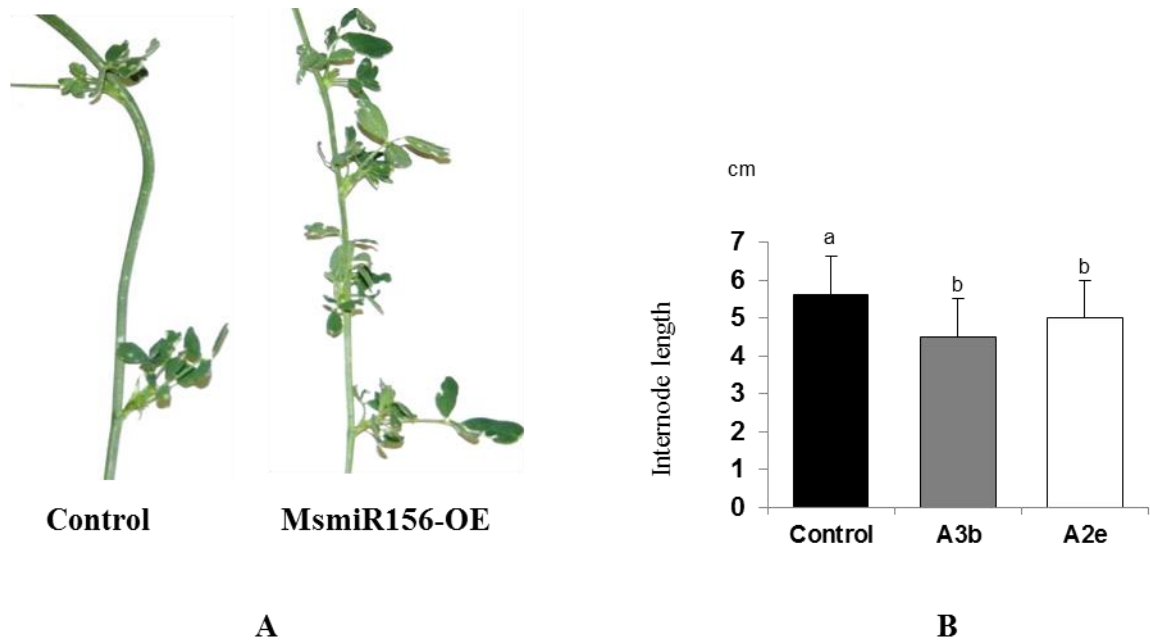 Control
MsmiR156-OE
A
cm
Internode length
7
6
5
4
3
2
1
0
a
b
b
Control
A3b
A2e
B